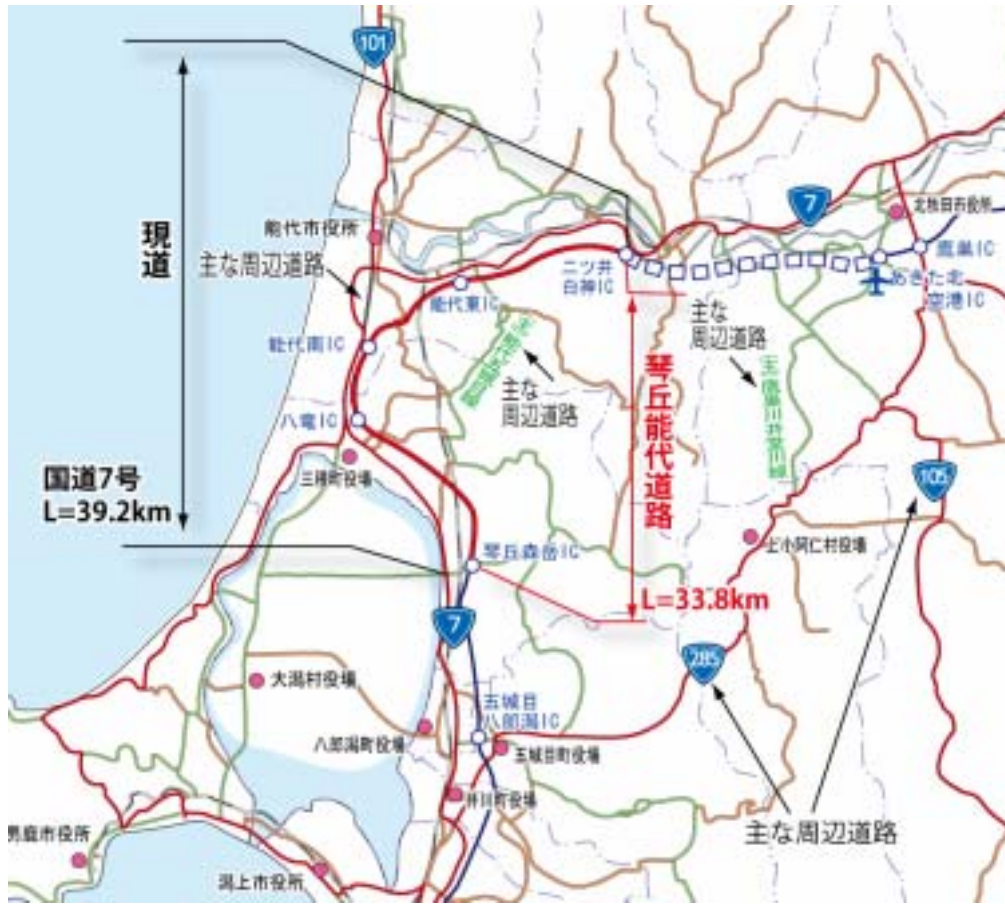 101
7
北秋田市役所
能代市役所
現道
主な周辺道路
二ツ井
白神IC
鷹巣IC
あきた北
空港IC
能代東IC
主な
周辺道路
能代南IC
主な
周辺道路
琴丘能代道路
八竜IC
三種町役場
国道7号
L=39.2km
105
上小阿仁村役場
琴丘森岳IC
L=33.8km
7
285
大潟村役場
五城目
八郎潟IC
八郎潟町役場
五城目町役場
井川町役場
主な周辺道路
男鹿市役所
潟上市役所